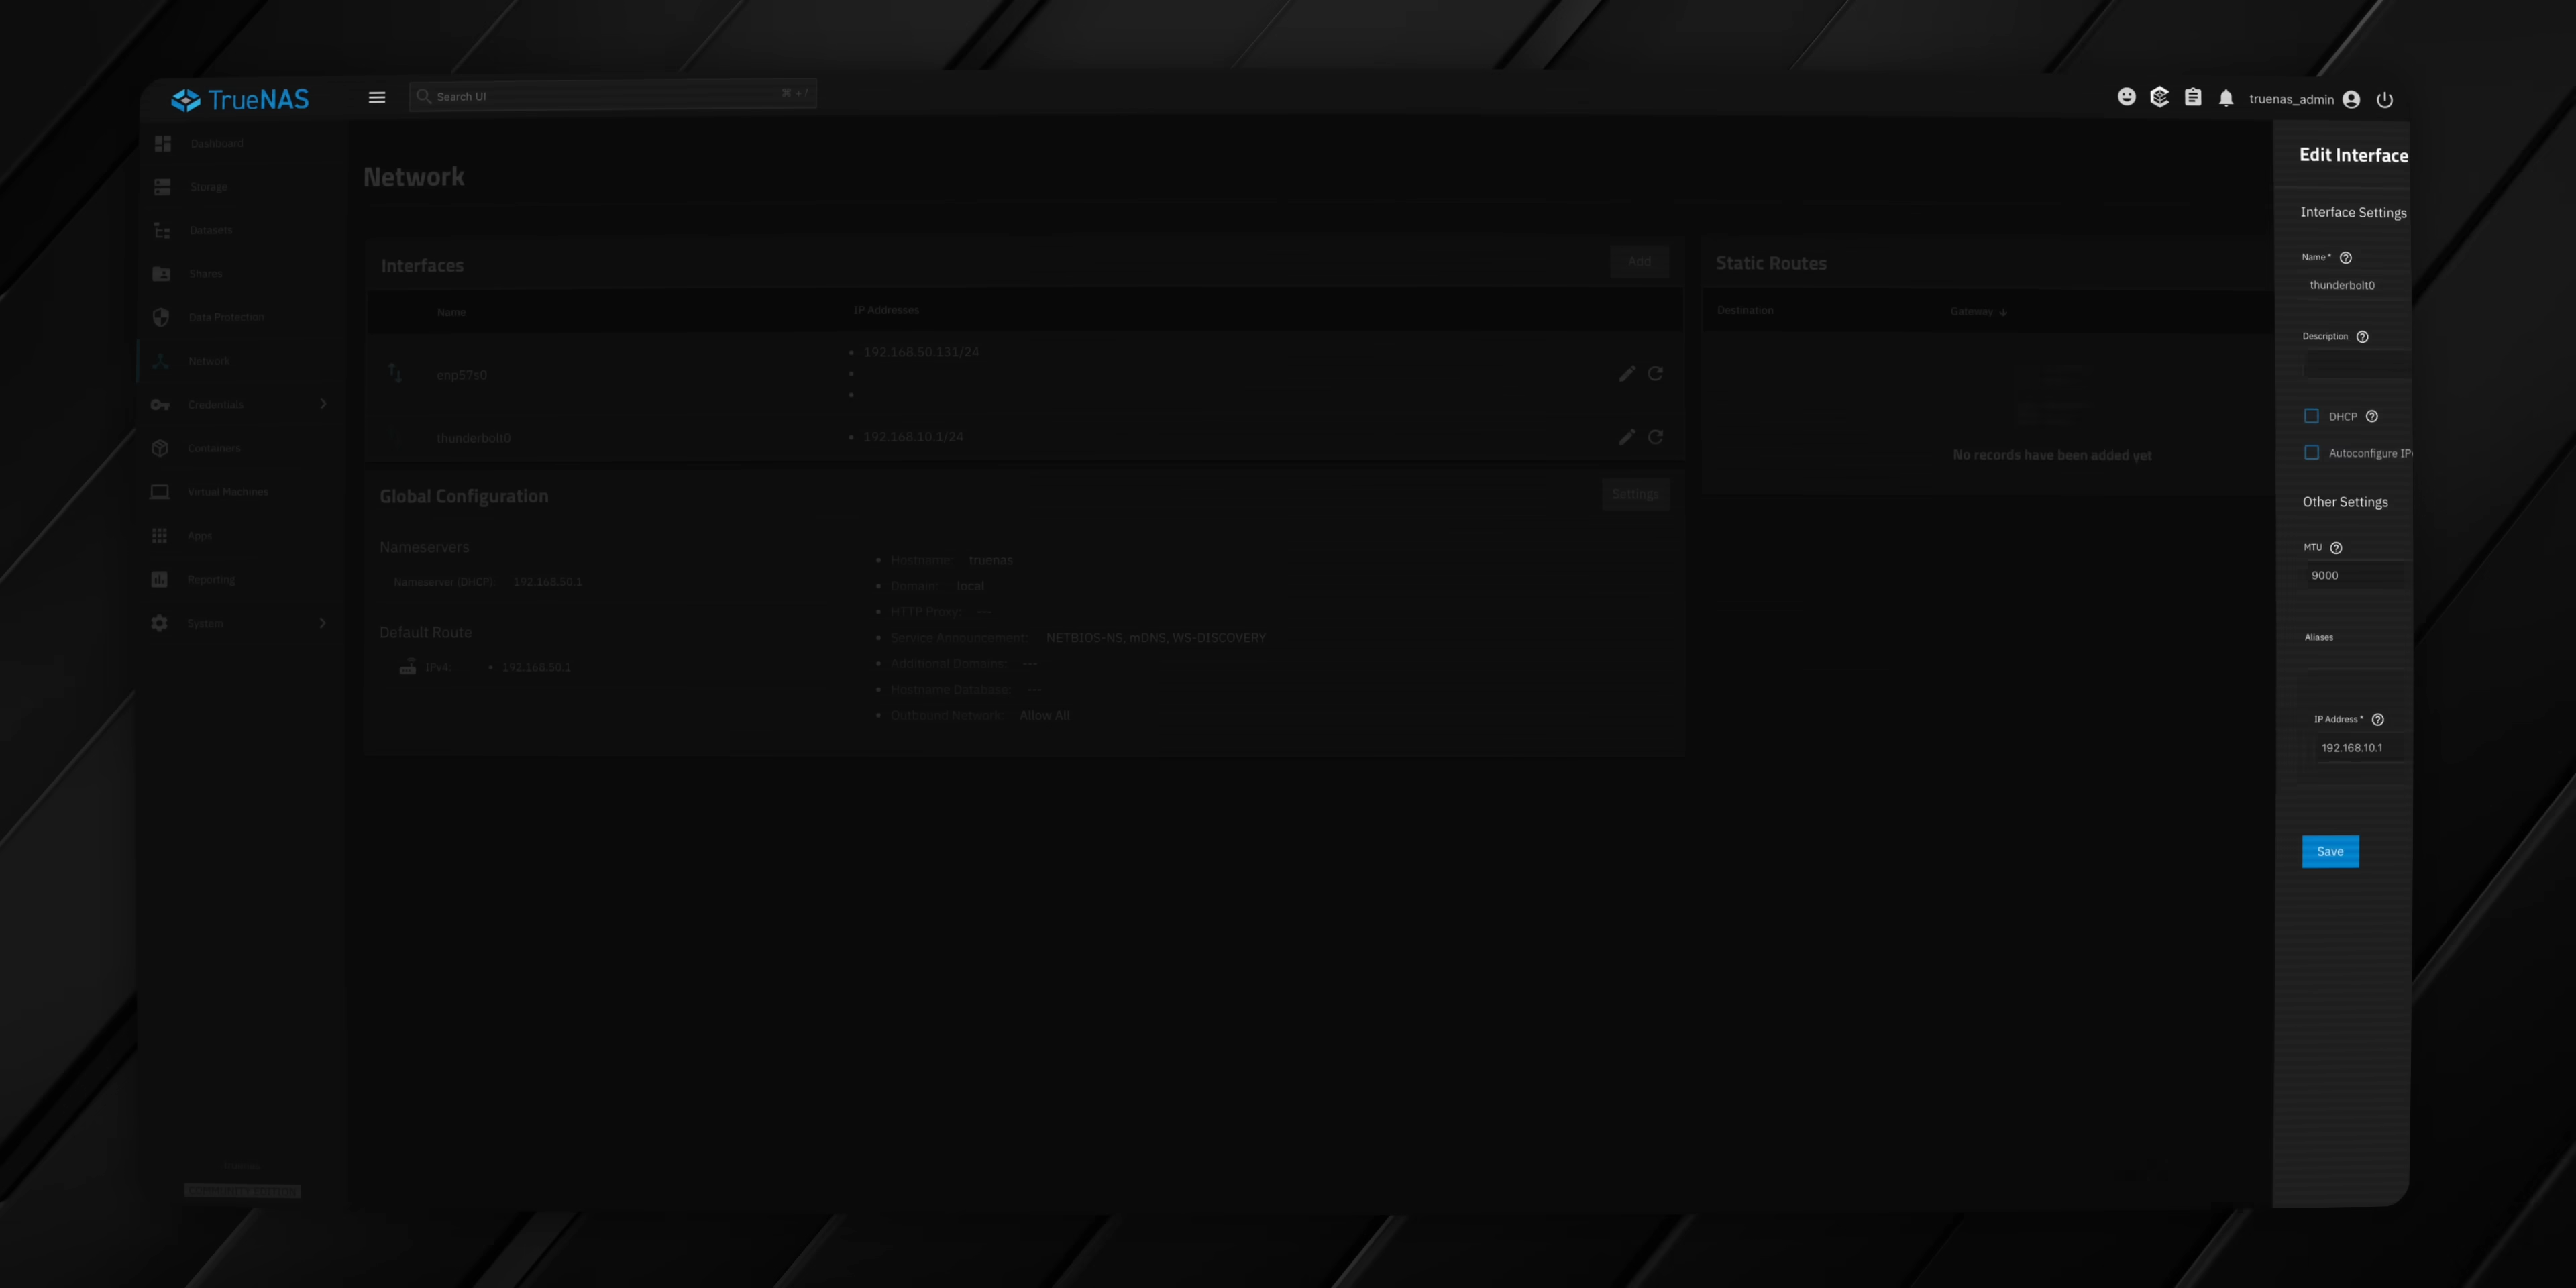 TrueNAS
Search UI
⌘ + /
truenas_admin
Dashboard
Storage
Datasets
Shares
Data Protection
Network
Credentials
Containers
Virtual Machines
Apps
Reporting
System
COMMUNITY EDITION
Network
Interfaces
Add
Name
IP Addresses
enp57s0
192.168.50.131/24
thunderbolt0
192.168.10.1/24
Global Configuration
Settings
Nameservers
Nameserver (DHCP): 192.168.50.1
Default Route
IPv4: • 192.168.50.1
Hostname: truenas
Domain: local
HTTP Proxy: ---
Service Announcement: NETBIOS-NS, mDNS, WS-DISCOVERY
Additional Domains: ---
Hostname Database: ---
Outbound Network: Allow All
Static Routes
Destination
Gateway
No records have been added yet
Edit Interface
Interface Settings
Name *
thunderbolt0
Description
DHCP
Autoconfigure IPv
Other Settings
MTU
9000
Aliases
IP Address *
192.168.10.1
Save